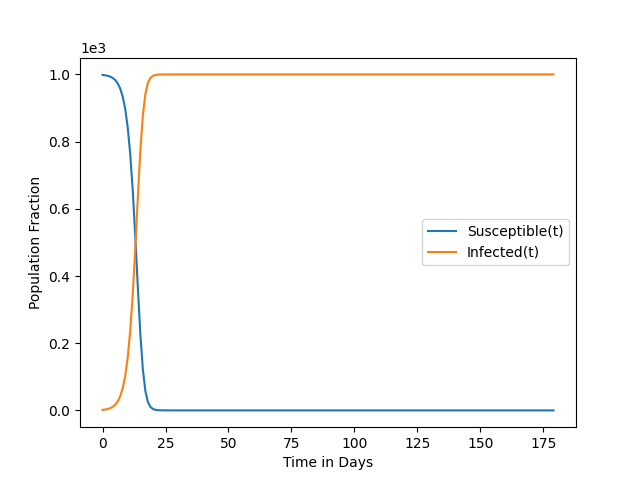 1e3
1.0
0.8
0.6
0.4
0.2
0.0
Population Fraction
Susceptible(t)
Infected(t)
0 25 50 75 100 125 150 175
Time in Days